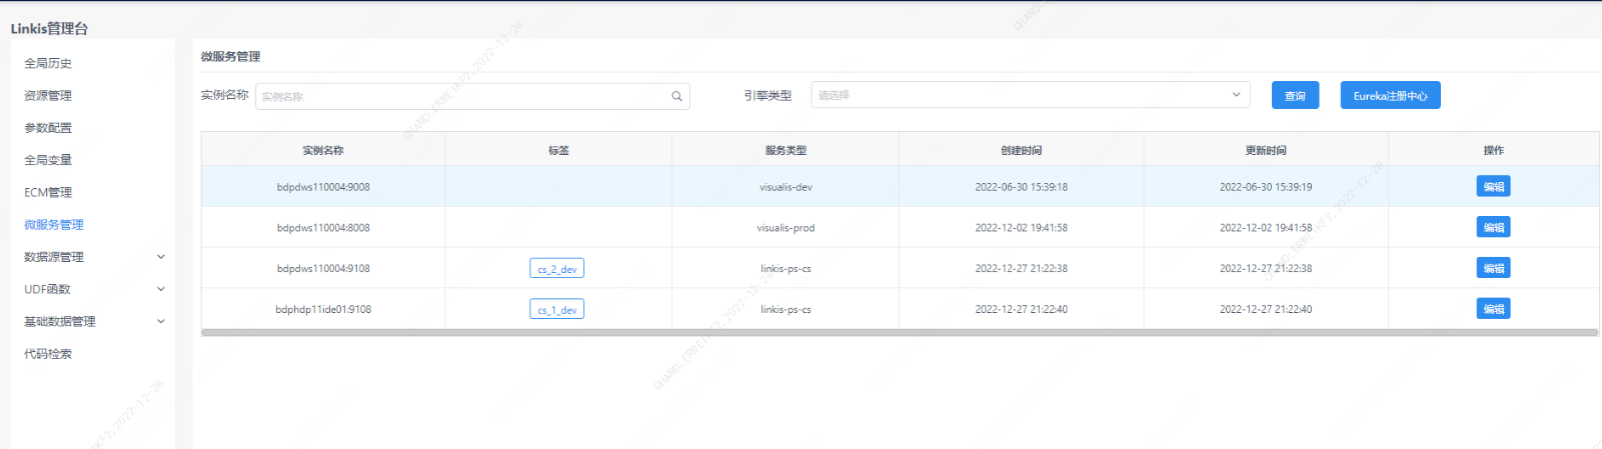 Linkis管理台
全局历史
资源管理
参数配置
全局变量
ECM管理
微服务管理
数据源管理
UDF函数
基础数据管理
代码检索
微服务管理
实例名称 实例名称 引擎类型 请选择 查询 Eureka注册中心
实例名称 标签 服务类型 创建时间 更新时间 操作
bdpdws110004:9008 visualis-dev 2022-06-30 15:39:18 2022-06-30 15:39:19 编辑
bdpdws110004:8008 visualis-prod 2022-12-02 19:41:58 2022-12-02 19:41:58 编辑
bdpdws110004:9108 cs_2_dev linkis-ps-cs 2022-12-27 21:22:38 2022-12-27 21:22:38 编辑
bdphdp11ide01:9108 cs_1_dev linkis-ps-cs 2022-12-27 21:22:40 2022-12-27 21:22:40 编辑